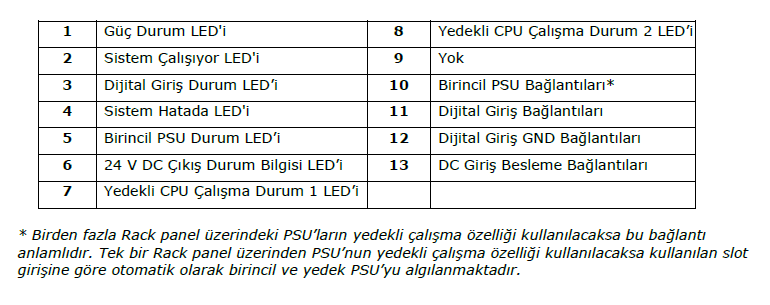 1 Güç Durum LED'i 8 Yedekli CPU Çalışma Durum 2 LED’i
2 Sistem Çalışıyor LED'i 9 Yok
3 Dijital Giriş Durum LED’i 10 Birincil PSU Bağlantıları*
4 Sistem Hatada LED'i 11 Dijital Giriş Bağlantıları
5 Birincil PSU Durum LED’i 12 Dijital Giriş GND Bağlantıları
6 24 V DC Çıkış Durum Bilgisi LED’i 13 DC Giriş Besleme Bağlantıları
7 Yedekli CPU Çalışma Durum 1 LED’i
* Birden fazla Rack panel üzerindeki PSU’ların yedekli çalışma özelliği kullanılacaksa bu bağlantı
anlamlıdır. Tek bir Rack panel üzerinden PSU’nun yedekli çalışma özelliği kullanılacaksa kullanılan slot
girişine göre otomatik olarak birincil ve yedek PSU’yu algılanmaktadır.